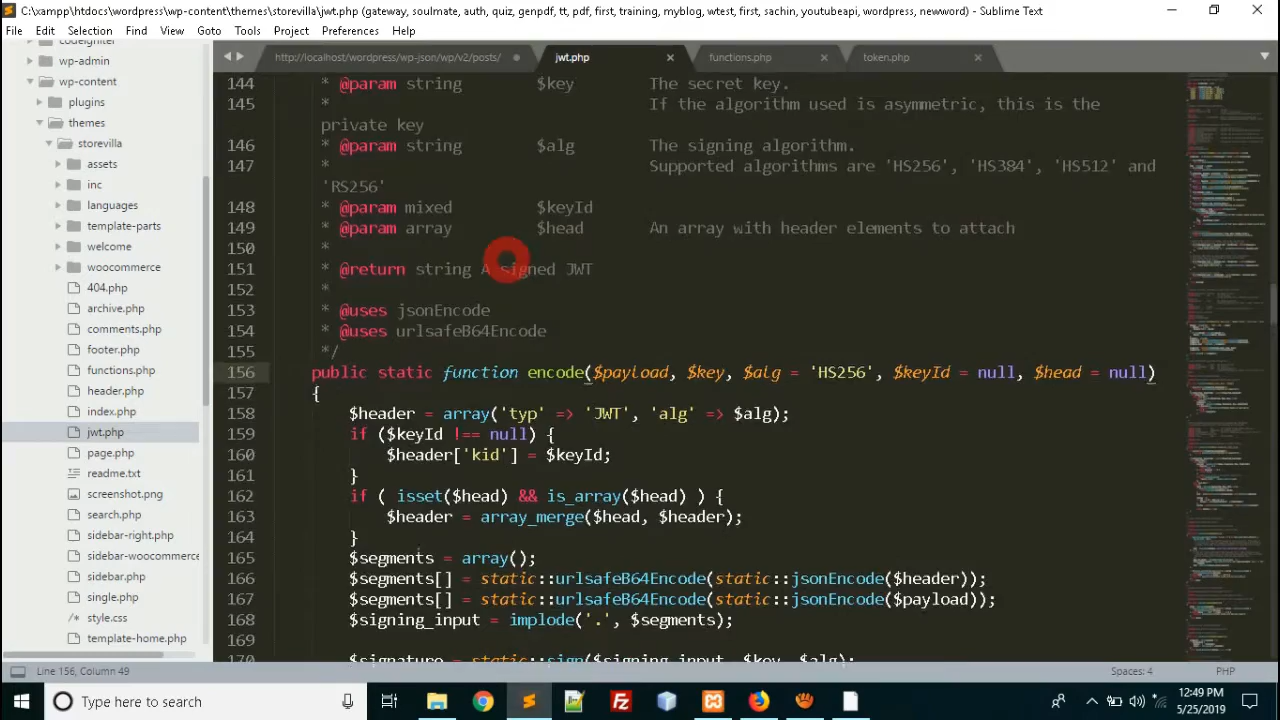 C:\xampp\htdocs\wordpress\wp-content\themes\storevilla\jwt.php (gateway, soulmate, auth, quiz, genpdf, tt, pdf, first, training, myblog, pvrtest, first, sachin, youtubeapi, wordpress, newword) - Sublime Text
File Edit Selection Find View Goto Tools Project Preferences Help
codeigniter
wp-admin
wp-content
plugins
themes
storevilla
assets
inc
languages
template-parts
welcome
woocommerce
404.php
archive.php
comments.php
footer.php
functions.php
header.php
index.php
jwt.php
page.php
readme.txt
screenshot.png
search.php
sidebar-right.php
sidebar-woocommerce
sidebar.php
single.php
style.css
template-home.php
http://localhost/wordpress/wp-json/wp/v2/posts/ jwt.php functions.php token.php
144 * @param string $key The secret key.
145 * If the algorithm used is asymmetric, this is the
private key
146 * @param string $alg The signing algorithm.
147 * Supported algorithms are 'HS256', 'HS384', 'HS512' and
'RS256'
148 * @param mixed $keyId
149 * @param array $head An array with header elements to attach
150 *
151 * @return string A signed JWT
152 *
153 * @uses jsonEncode
154 * @uses urlsafeB64Encode
155 */
156 public static function encode($payload, $key, $alg = 'HS256', $keyId = null, $head = null)
157 {
158 $header = array('typ' => 'JWT', 'alg' => $alg);
159 if ($keyId !== null) {
160 $header['kid'] = $keyId;
161 }
162 if ( isset($head) && is_array($head) ) {
163 $header = array_merge($head, $header);
164 }
165 $segments = array();
166 $segments[] = static::urlsafeB64Encode(static::jsonEncode($header));
167 $segments[] = static::urlsafeB64Encode(static::jsonEncode($payload));
168 $signing_input = implode('.', $segments);
169
170 $signature = static::sign($signing_input, $key, $alg);
Line 156, Column 49 Spaces: 4 PHP
Type here to search
12:49 PM
5/25/2019